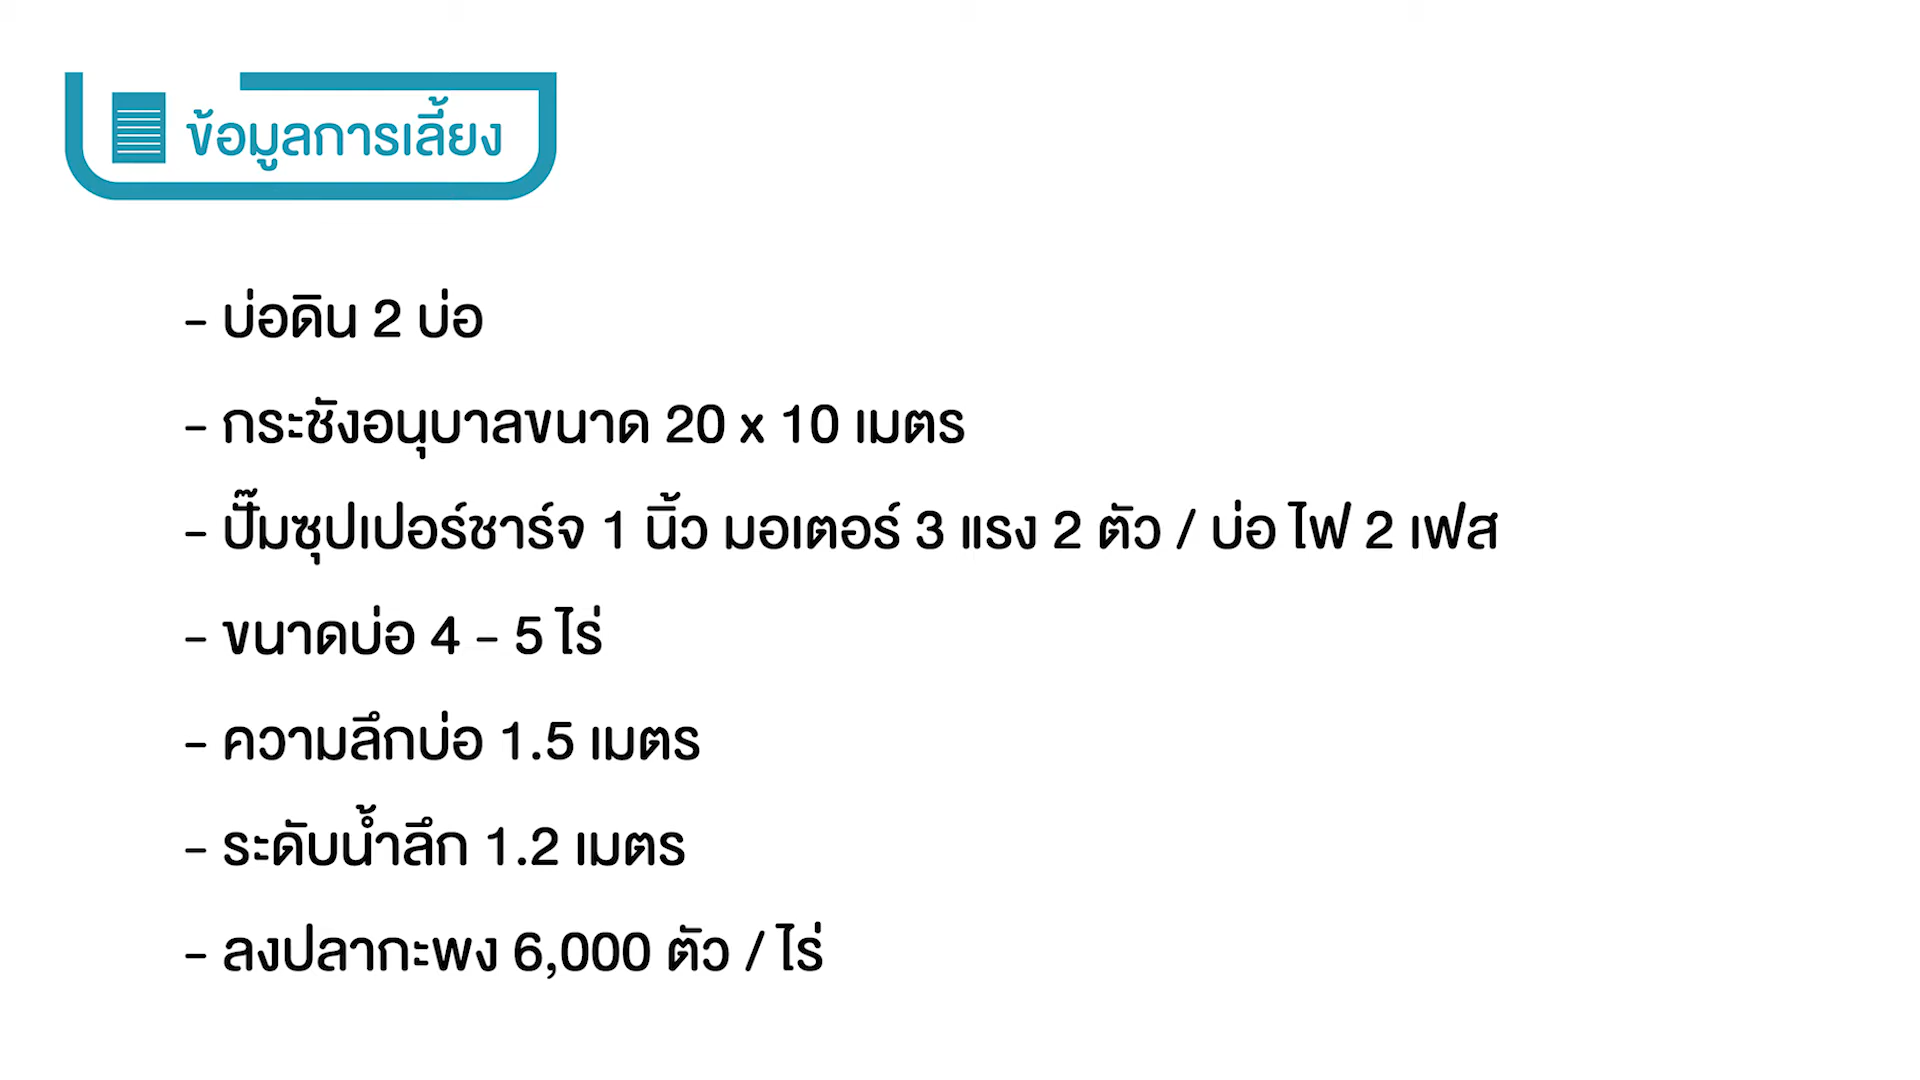 ข้อมูลการเลี้ยง
- บ่อดิน 2 บ่อ
- กระชังอนุบาลขนาด 20 x 10 เมตร
- ปั๊มซุปเปอร์ชาร์จ 1 นิ้ว มอเตอร์ 3 แรง 2 ตัว / บ่อ ไฟ 2 เฟส
- ขนาดบ่อ 4 - 5 ไร่
- ความลึกบ่อ 1.5 เมตร
- ระดับน้ำลึก 1.2 เมตร
- ลงปลากะพง 6,000 ตัว / ไร่